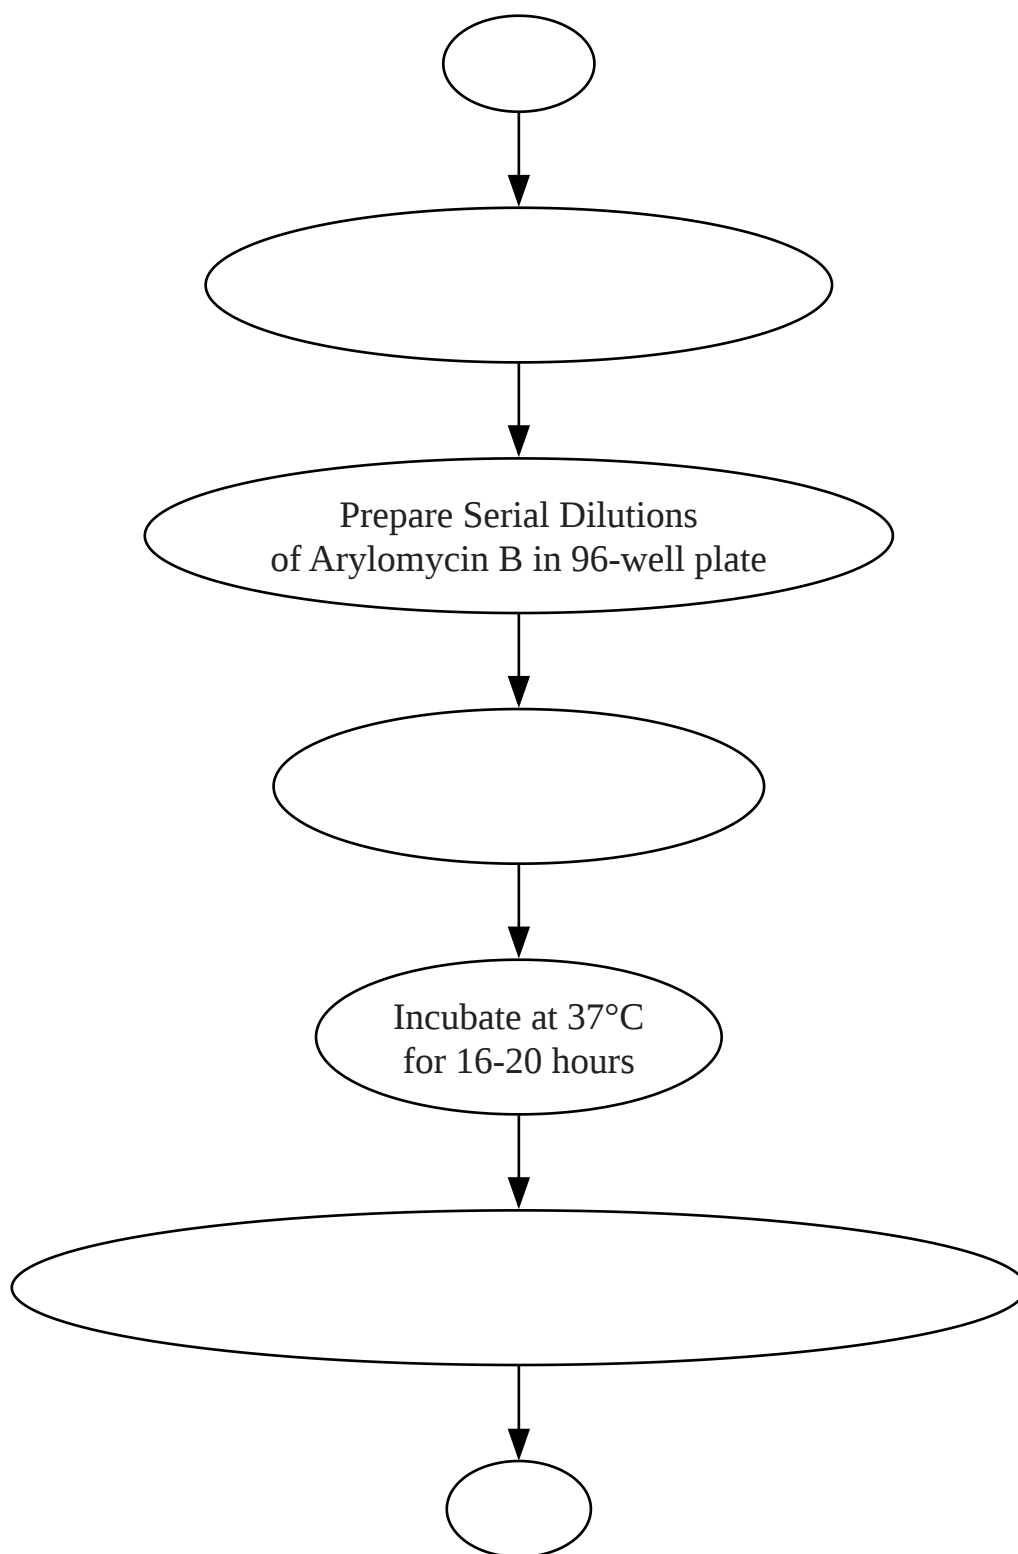 Prepare Serial Dilutions
of Arylomycin B in 96-well plate
Incubate at 37°C
for 16-20 hours